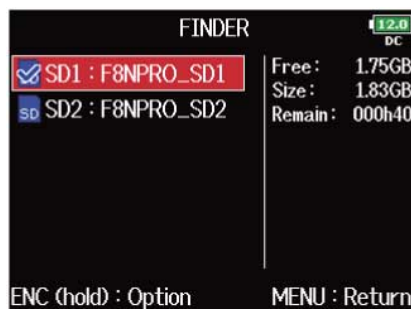 FINDER
12.0
DC
SD1 : F8NPRO_SD1
SD SD2 : F8NPRO_SD2
Free : 1.75GB
Size : 1.83GB
Remain : 000h40
ENC (hold) : Option
MENU : Return